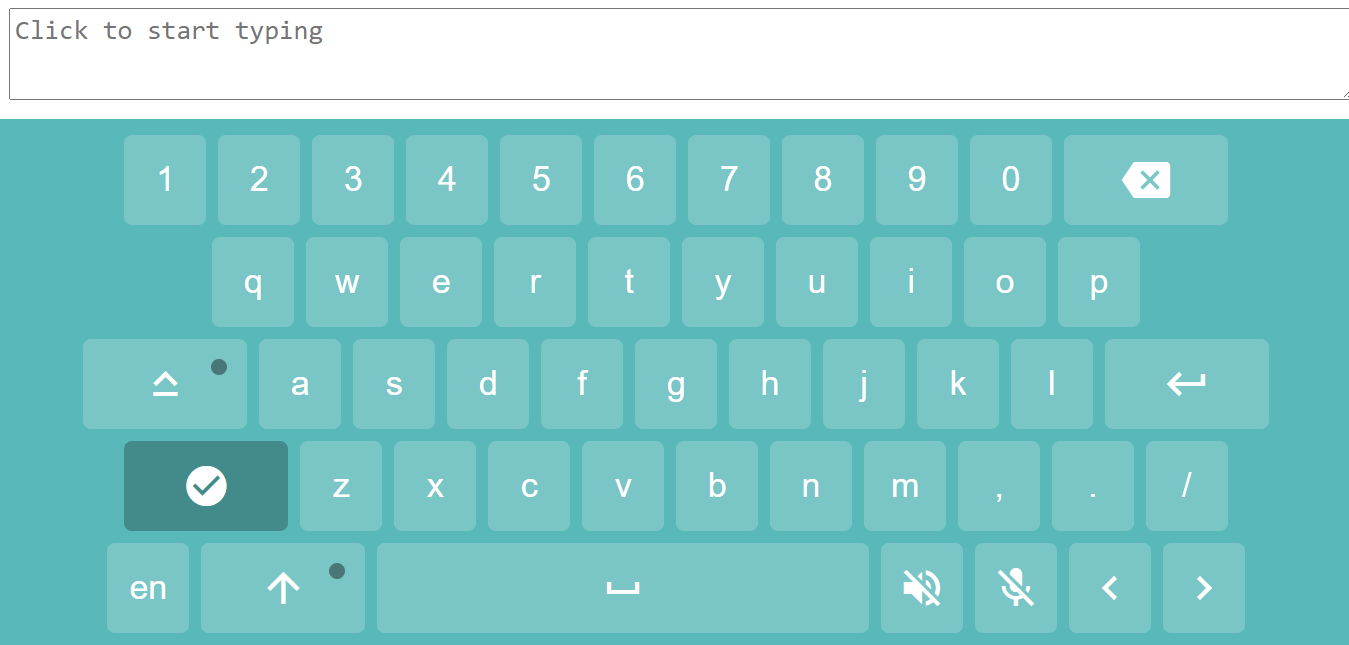 Click to start typing
1 2 3 4 5 6 7 8 9 0
q w e r t y u i o p
a s d f g h j k l
z x c v b n m , . /
en